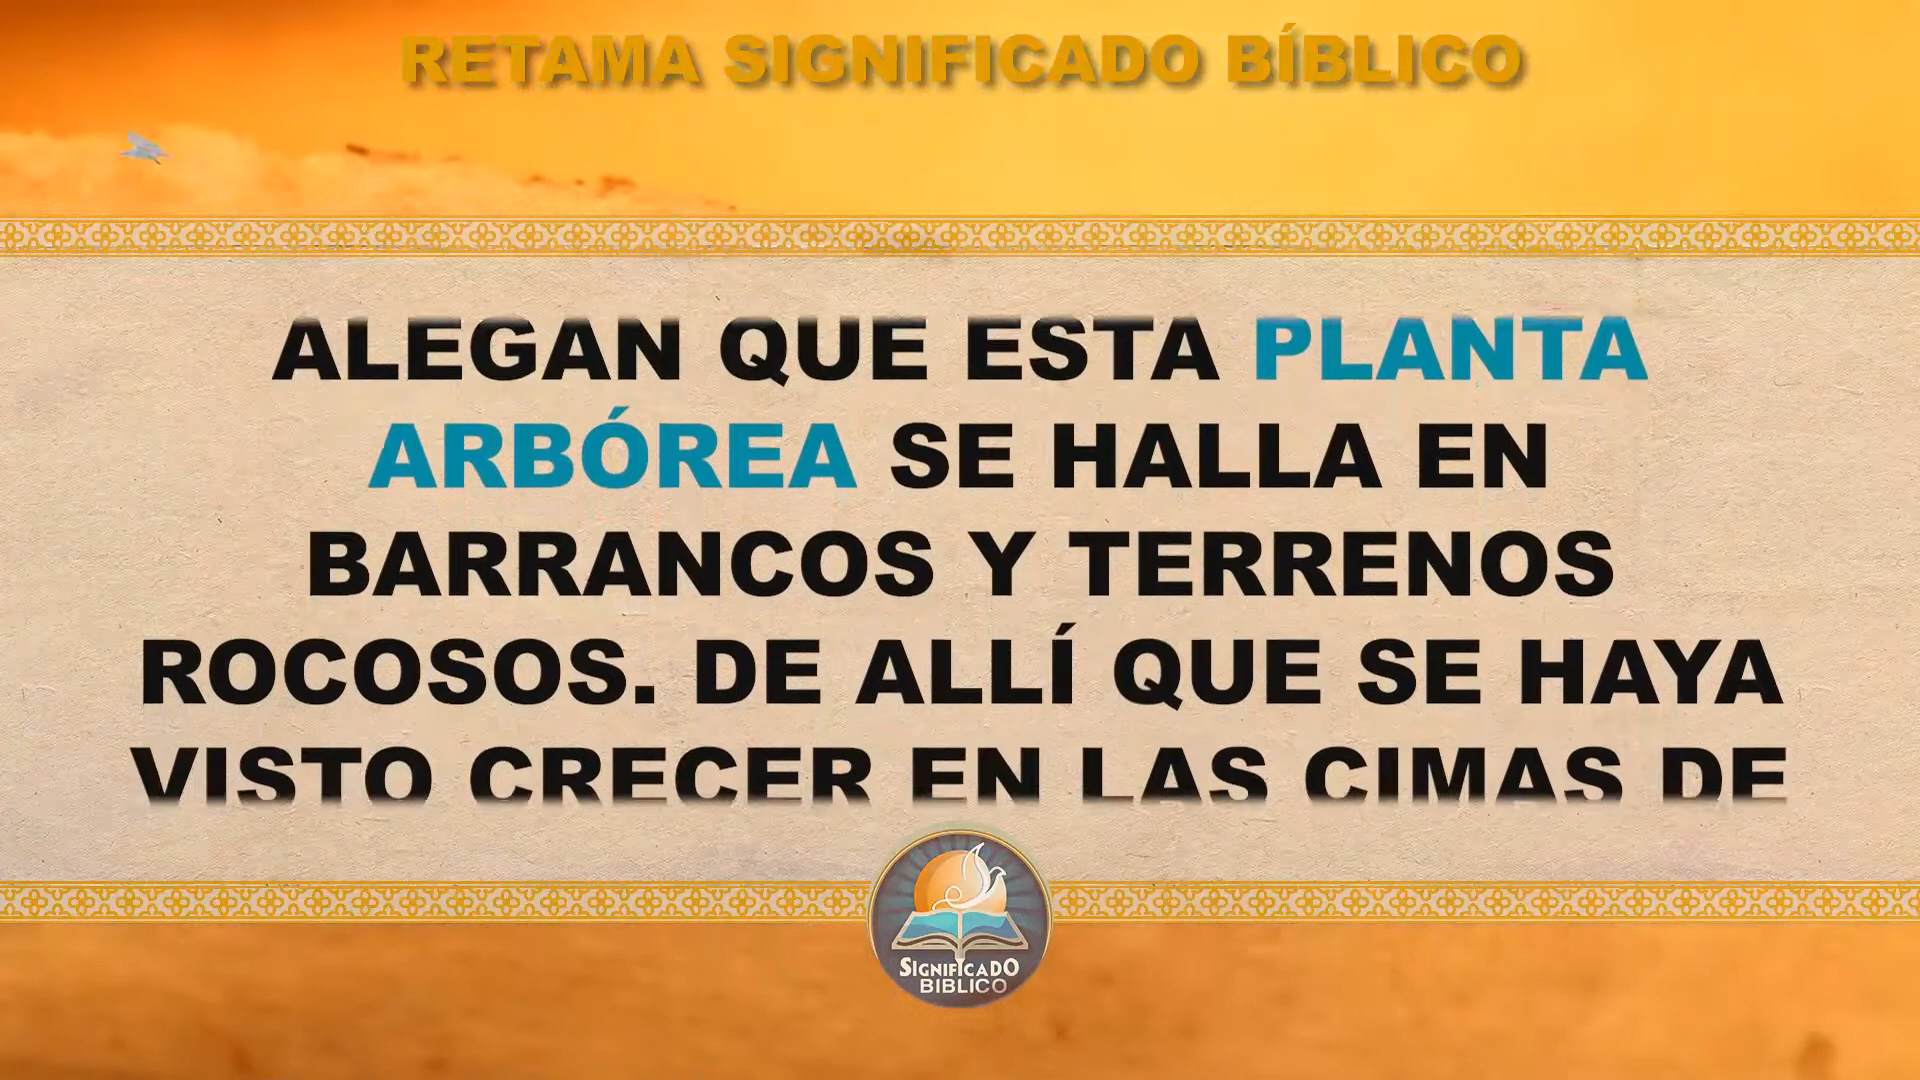 RETAMA SIGNIFICADO BÍBLICO
ALEGAN QUE ESTA PLANTA
ARBÓREA SE HALLA EN
BARRANCOS Y TERRENOS
ROCOSOS. DE ALLÍ QUE SE HAYA
VISTO CRECER EN LAS CIMAS DE
SIGNIFICADO
BIBLICO